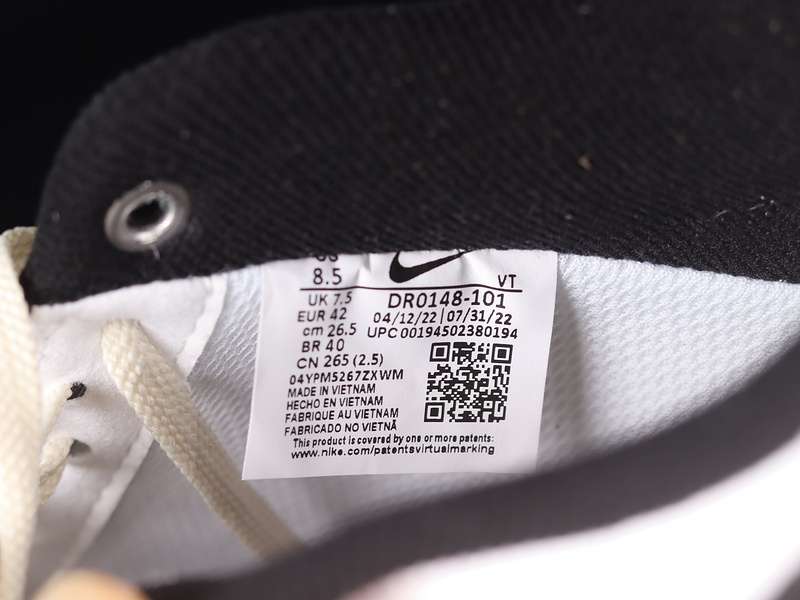 US
8.5
VT
UK 7.5
DR0148-101
EUR 42
04/12/22 | 07/31/22
cm 26.5
UPC 00194502380194
BR 40
CN 265 (2.5)
04YPM5267ZXWM
MADE IN VIETNAM
HECHO EN VIETNAM
FABRIQUE AU VIETNAM
FABRICADO NO VIETNÃ
This product is covered by one or more patents:
www.nike.com/patentsvirtualmarking